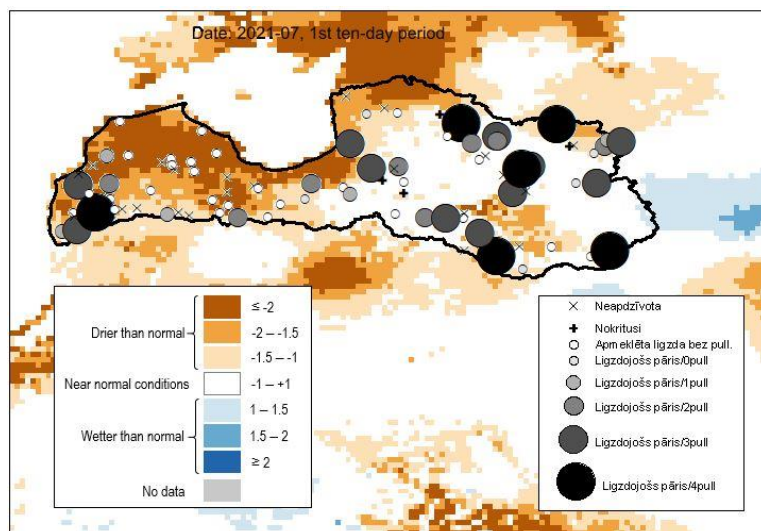 Date: 2021-07, 1st ten-day period
Drier than normal
≤ -2
-2 – -1.5
-1.5 – -1
Near normal conditions
-1 – +1
Wetter than normal
1 – 1.5
1.5 – 2
≥ 2
No data
Neapdzīvota
Nokritusi
Apmeklēta ligzda bez pull.
Ligzdojošs pāris/0pull
Ligzdojošs pāris/1pull
Ligzdojošs pāris/2pull
Ligzdojošs pāris/3pull
Ligzdojošs pāris/4pull